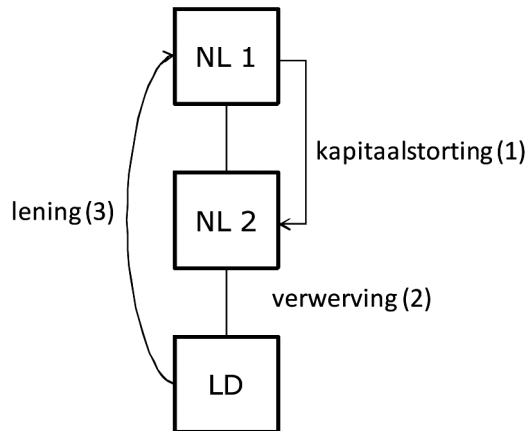 NL 1
kapitaalstorting (1)
lening (3)
NL 2
verwerving (2)
LD